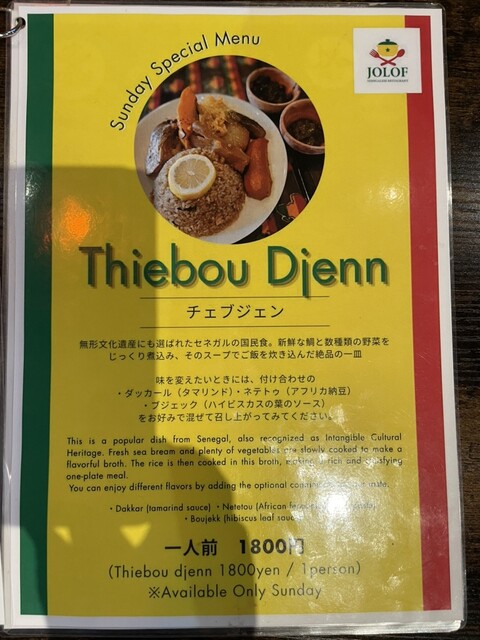 Sunday Special Menu
JOLOF
Thiebou Djenn
チェブジェン
無形文化遺産にも選ばれたセネガルの国民食。新鮮な鯛と数種類の野菜を
じっくり煮込み、そのスープでご飯を炊き込んだ絶品の一皿
味を変えたいときには、付け合わせの
・ダッカール（タマリンド）・ネテトゥ（アフリカ納豆）
・ブジェック（ハイビスカスの葉のソース）
をお好みで混ぜて召し上がってみてください。
This is a popular dish from Senegal, also recognized as Intangible Cultural
Heritage. Fresh sea bream and plenty of vegetables are slowly cooked to make a
flavorful broth. The rice is then cooked in this broth, making a rich and satisfying
one-plate meal.
You can enjoy different flavors by adding the optional
・Dakkar (tamarind sauce) ・Netetou (African
・Boujekk (hibiscus leaf sauce)
一人前 1800円
(Thiebou djenn 1800yen / 1person)
※Available Only Sunday